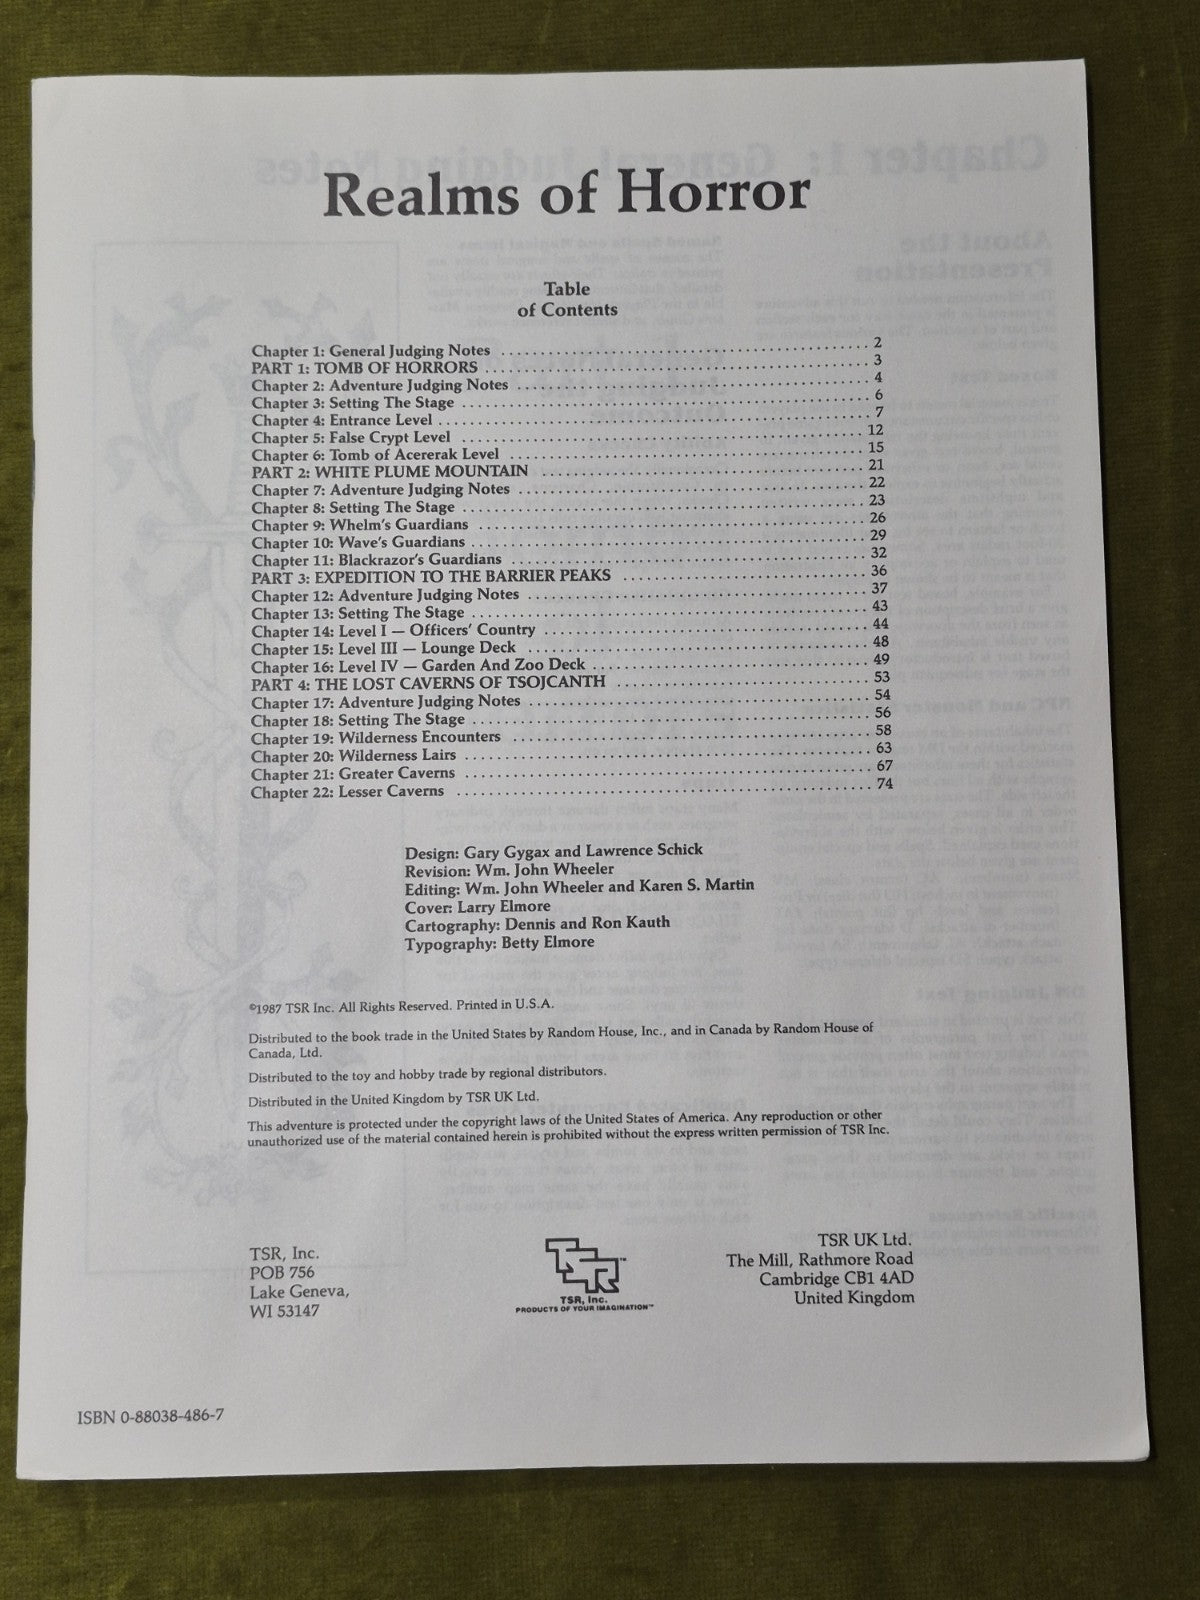 Realms of Horror
Table
of Contents
Chapter 1: General Judging Notes ........ 2
PART 1: TOMB OF HORRORS ........ 3
Chapter 2: Adventure Judging Notes ........ 4
Chapter 3: Setting The Stage ........ 6
Chapter 4: Entrance Level ........ 7
Chapter 5: False Crypt Level ........ 12
Chapter 6: Tomb of Acererak Level ........ 15
PART 2: WHITE PLUME MOUNTAIN ........ 21
Chapter 7: Adventure Judging Notes ........ 22
Chapter 8: Setting The Stage ........ 23
Chapter 9: Whelm's Guardians ........ 26
Chapter 10: Wave's Guardians ........ 29
Chapter 11: Blackrazor's Guardians ........ 32
PART 3: EXPEDITION TO THE BARRIER PEAKS ........ 36
Chapter 12: Adventure Judging Notes ........ 37
Chapter 13: Setting The Stage ........ 43
Chapter 14: Level I — Officers' Country ........ 44
Chapter 15: Level III — Lounge Deck ........ 48
Chapter 16: Level IV — Garden And Zoo Deck ........ 49
PART 4: THE LOST CAVERNS OF TSOJCANTH ........ 53
Chapter 17: Adventure Judging Notes ........ 54
Chapter 18: Setting The Stage ........ 56
Chapter 19: Wilderness Encounters ........ 58
Chapter 20: Wilderness Lairs ........ 63
Chapter 21: Greater Caverns ........ 67
Chapter 22: Lesser Caverns ........ 74
Design: Gary Gygax and Lawrence Schick
Revision: Wm. John Wheeler
Editing: Wm. John Wheeler and Karen S. Martin
Cover: Larry Elmore
Cartography: Dennis and Ron Kauth
Typography: Betty Elmore
©1987 TSR Inc. All Rights Reserved. Printed in U.S.A.
Distributed to the book trade in the United States by Random House, Inc., and in Canada by Random House of
Canada, Ltd.
Distributed to the toy and hobby trade by regional distributors.
Distributed in the United Kingdom by TSR UK Ltd.
This adventure is protected under the copyright laws of the United States of America. Any reproduction or other
unauthorized use of the material contained herein is prohibited without the express written permission of TSR Inc.
TSR, Inc.
POB 756
Lake Geneva,
WI 53147
TSR™
TSR, Inc.
PRODUCTS OF YOUR IMAGINATION™
TSR UK Ltd.
The Mill, Rathmore Road
Cambridge CB1 4AD
United Kingdom
ISBN 0-88038-486-7